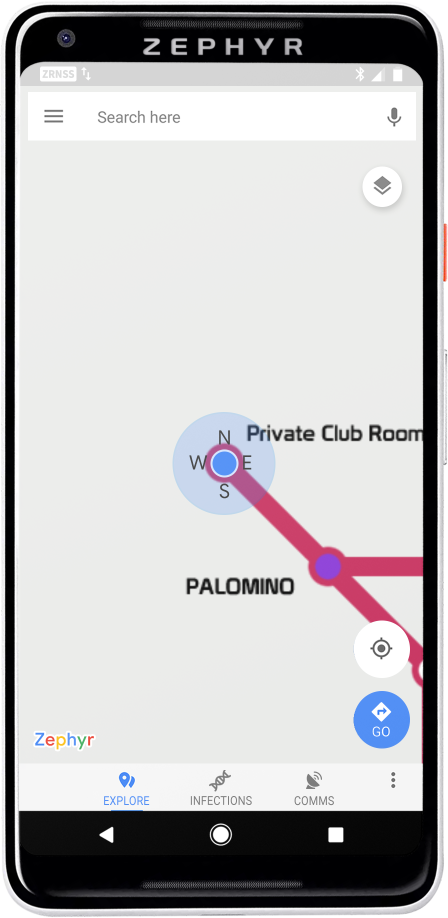 ZEPHYR
ZRNSS
Search here
N
Private Club Room
W E
S
PALOMINO
GO
Zephyr
EXPLORE INFECTIONS COMMS